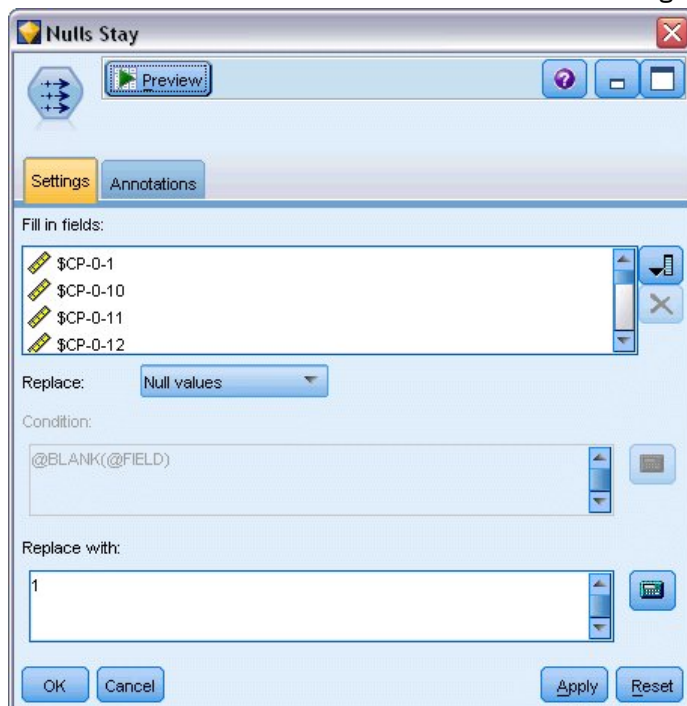 Nulls Stay
Preview
Settings Annotations
Fill in fields:
$CP-0-1
$CP-0-10
$CP-0-11
$CP-0-12
Replace: Null values
Condition:
@BLANK(@FIELD)
Replace with:
1
OK Cancel Apply Reset